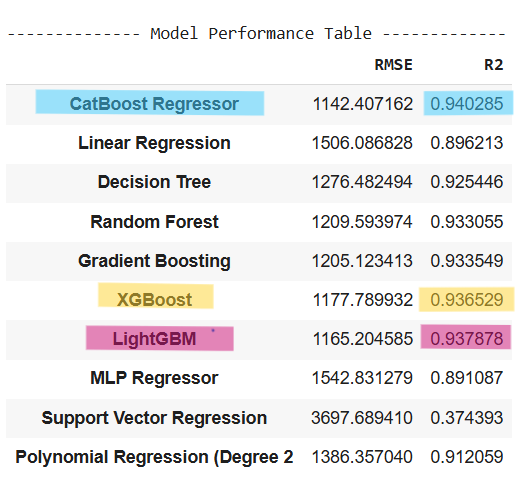 ------------- Model Performance Table ------------
RMSE R2
CatBoost Regressor 1142.407162 0.940285
Linear Regression 1506.086828 0.896213
Decision Tree 1276.482494 0.925446
Random Forest 1209.593974 0.933055
Gradient Boosting 1205.123413 0.933549
XGBoost 1177.789932 0.936529
LightGBM 1165.204585 0.937878
MLP Regressor 1542.831279 0.891087
Support Vector Regression 3697.689410 0.374393
Polynomial Regression (Degree 2 1386.357040 0.912059